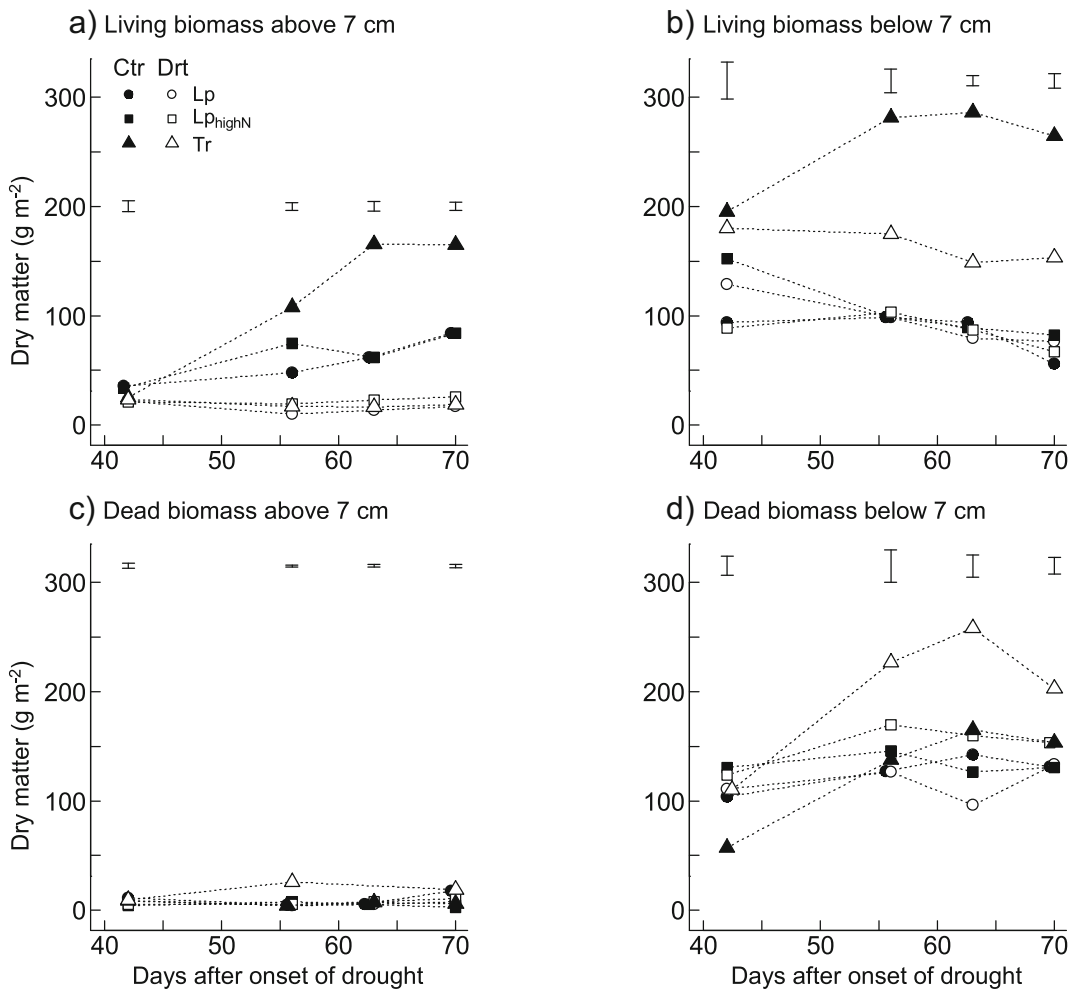 a) Living biomass above 7 cm
Ctr Drt
Lp
Lp highN
Tr
300
200
100
0
Dry matter (g m-2)
40 50 60 70
b) Living biomass below 7 cm
300
200
100
0
40 50 60 70
c) Dead biomass above 7 cm
300
200
100
0
Dry matter (g m-2)
40 50 60 70
Days after onset of drought
d) Dead biomass below 7 cm
300
200
100
0
40 50 60 70
Days after onset of drought